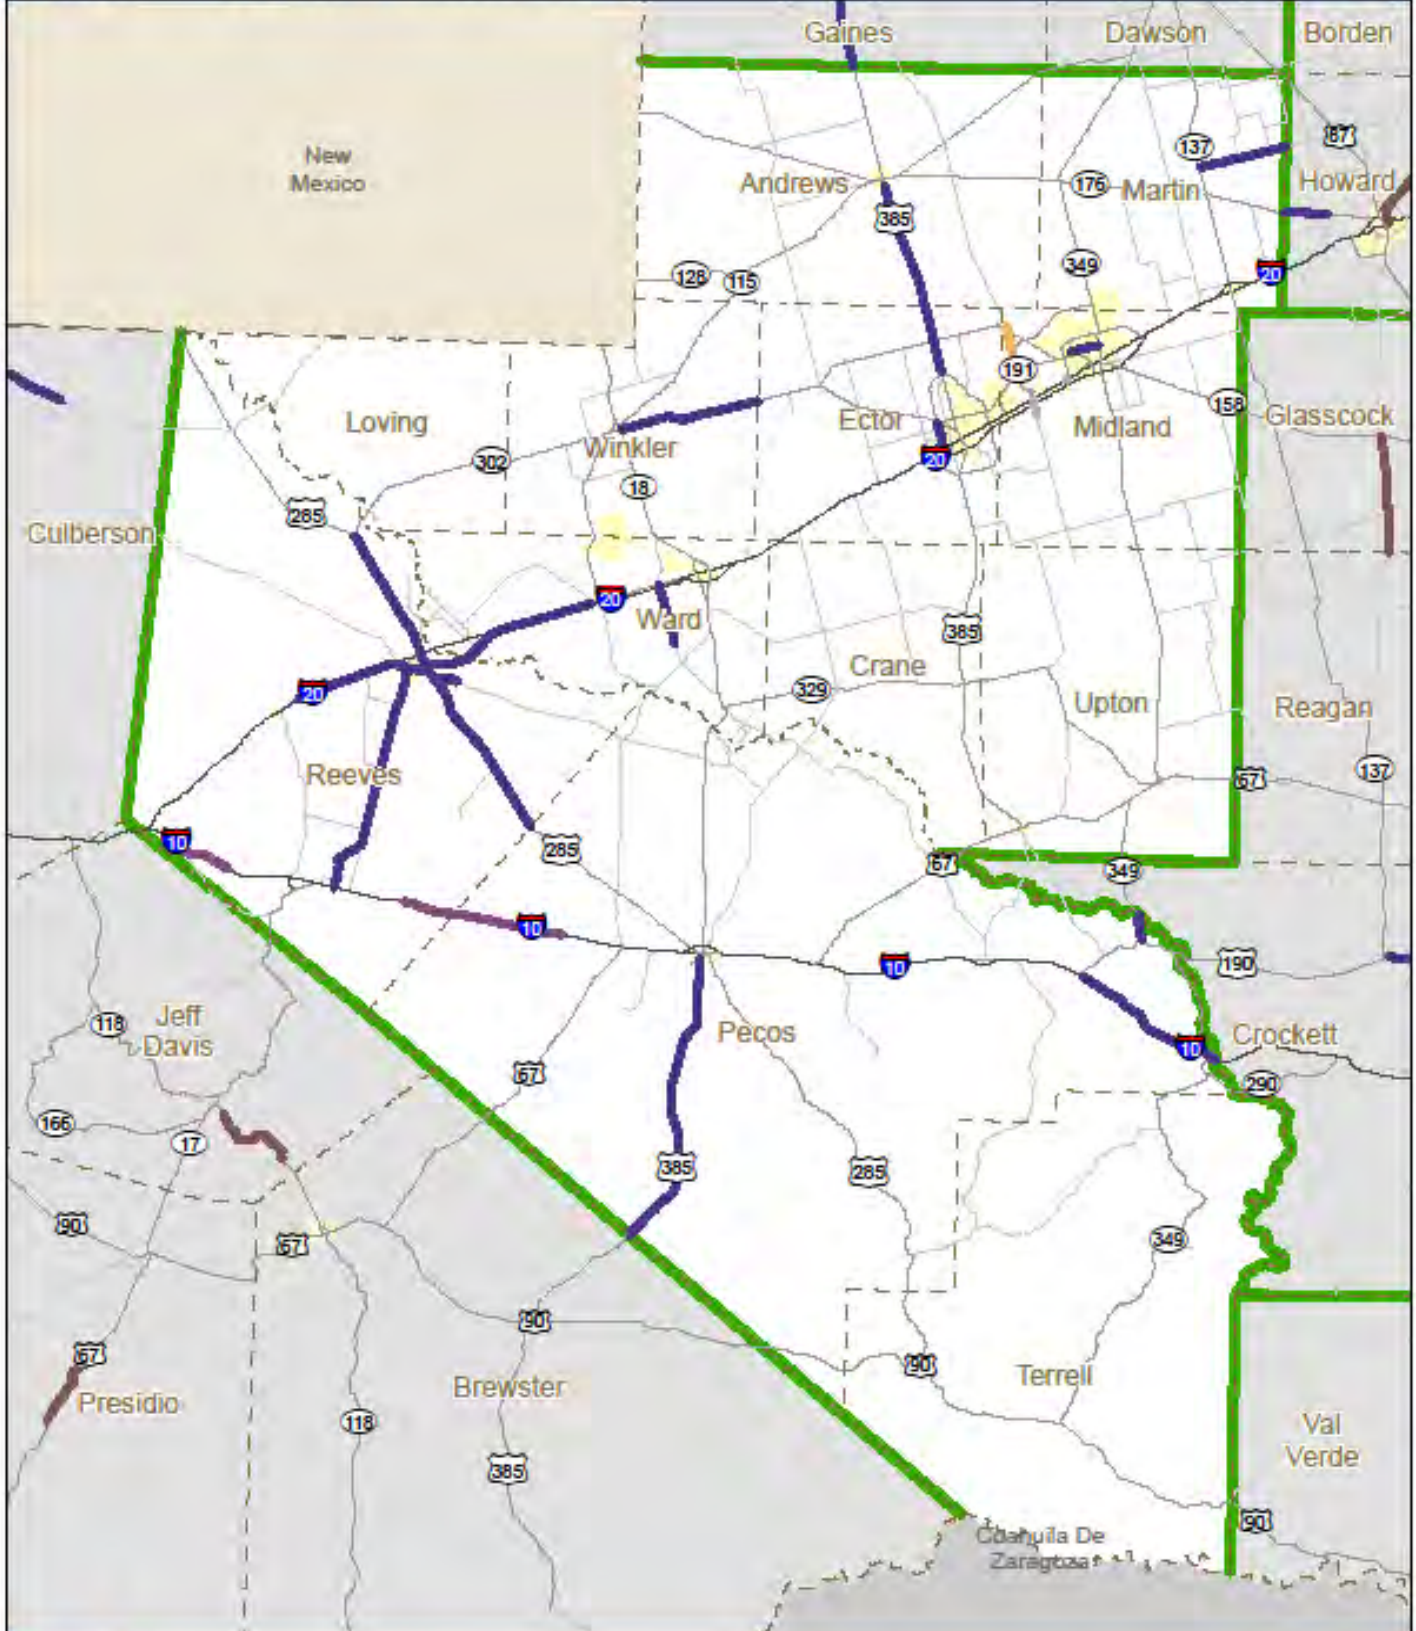 Gaines
Dawson
Borden
87
137
New
Mexico
Andrews
176
Martin
Howard
385
128
115
349
20
191
Loving
Ector
Midland
158
Glasscock
302
Winkler
20
18
285
Culberson
20
Ward
385
Crane
329
20
Upton
Reagan
Reeves
67
137
10
285
67
349
10
10
190
Jeff
Davis
118
Pecos
10
Crockett
67
290
166
17
385
285
90
67
349
90
67
90
Terrell
Brewster
Presidio
118
Val
Verde
385
90
Coahuila De
Zaragoza